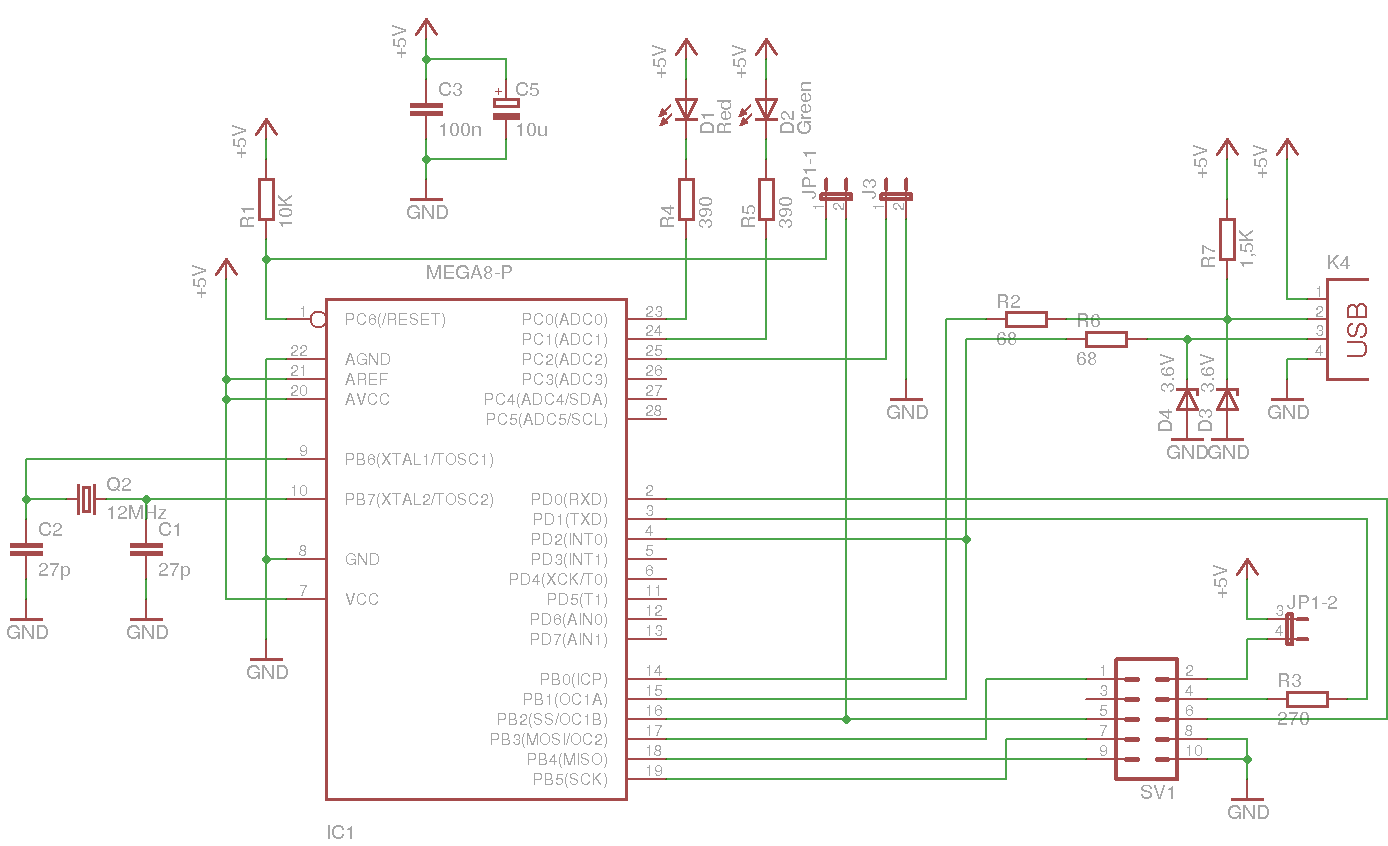 +5V
C3
100n
+
C5
10u
GND
+5V
D1
Red
R4
390
+5V
D2
Green
R5
390
JP1-1
1
2
J3
1
2
GND
+5V
R1
10K
+5V
MEGA8-P
1
PC6(/RESET)
22
AGND
21
AREF
20
AVCC
9
PB6(XTAL1/TOSC1)
10
PB7(XTAL2/TOSC2)
8
GND
7
VCC
PC0(ADC0)
23
PC1(ADC1)
24
PC2(ADC2)
25
PC3(ADC3)
26
PC4(ADC4/SDA)
27
PC5(ADC5/SCL)
28
PD0(RXD)
2
PD1(TXD)
3
PD2(INT0)
4
PD3(INT1)
5
PD4(XCK/T0)
6
PD5(T1)
11
PD6(AIN0)
12
PD7(AIN1)
13
PB0(ICP)
14
PB1(OC1A)
15
PB2(SS/OC1B)
16
PB3(MOSI/OC2)
17
PB4(MISO)
18
PB5(SCK)
19
IC1
Q2
12MHz
C2
27p
GND
C1
27p
GND
GND
R2
68
R6
68
+5V
R7
1,5K
+5V
K4
1
2
3
4
USB
GND
D4
3.6V
GND
D3
3.6V
GND
+5V
JP1-2
3
4
R3
270
1
2
3
4
5
6
7
8
9
10
SV1
GND